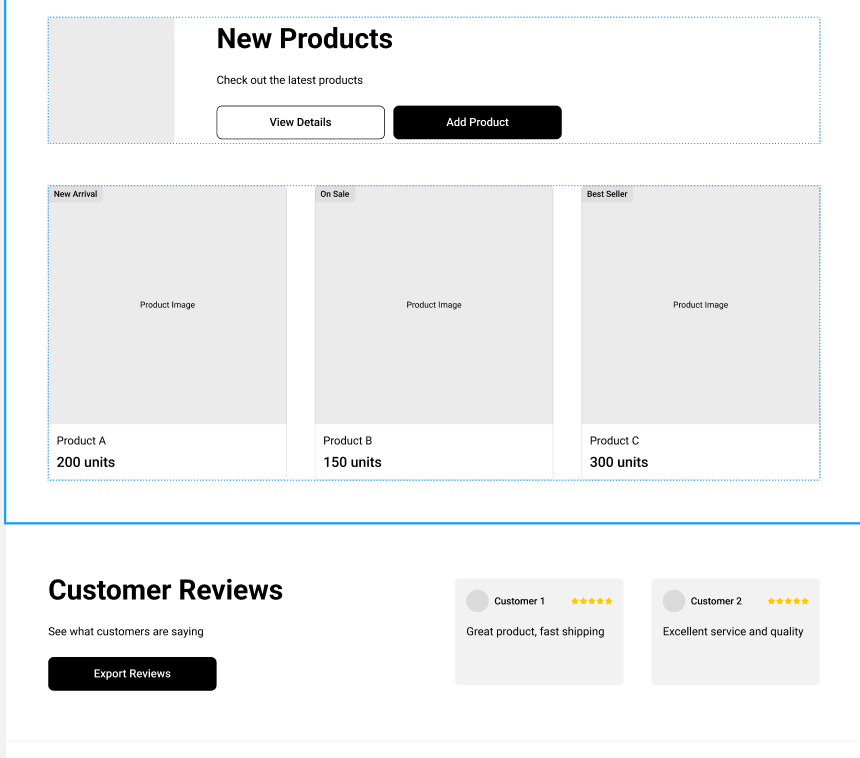 New Products
Check out the latest products
View Details
Add Product
New Arrival
On Sale
Best Seller
Product Image
Product Image
Product Image
Product A
200 units
Product B
150 units
Product C
300 units
Customer Reviews
See what customers are saying
Export Reviews
Customer 1
Great product, fast shipping
Customer 2
Excellent service and quality